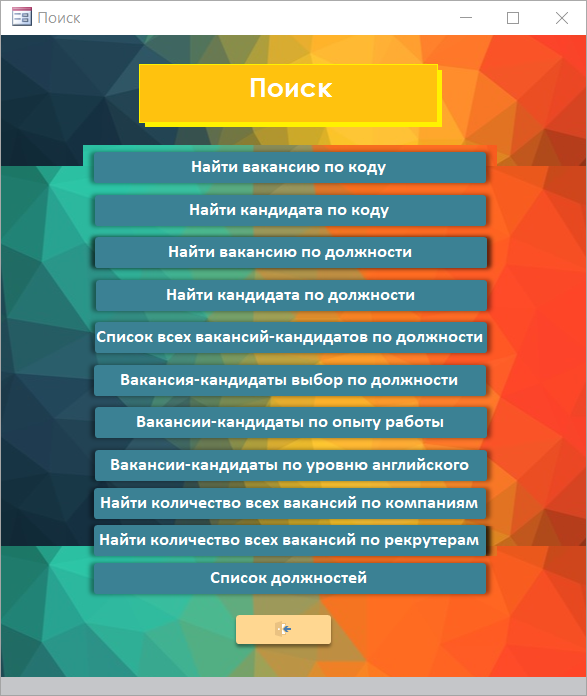 Поиск
Поиск
Найти вакансию по коду
Найти кандидата по коду
Найти вакансию по должности
Найти кандидата по должности
Список всех вакансий-кандидатов по должности
Вакансия-кандидаты выбор по должности
Вакансии-кандидаты по опыту работы
Вакансии-кандидаты по уровню английского
Найти количество всех вакансий по компаниям
Найти количество всех вакансий по рекрутерам
Список должностей